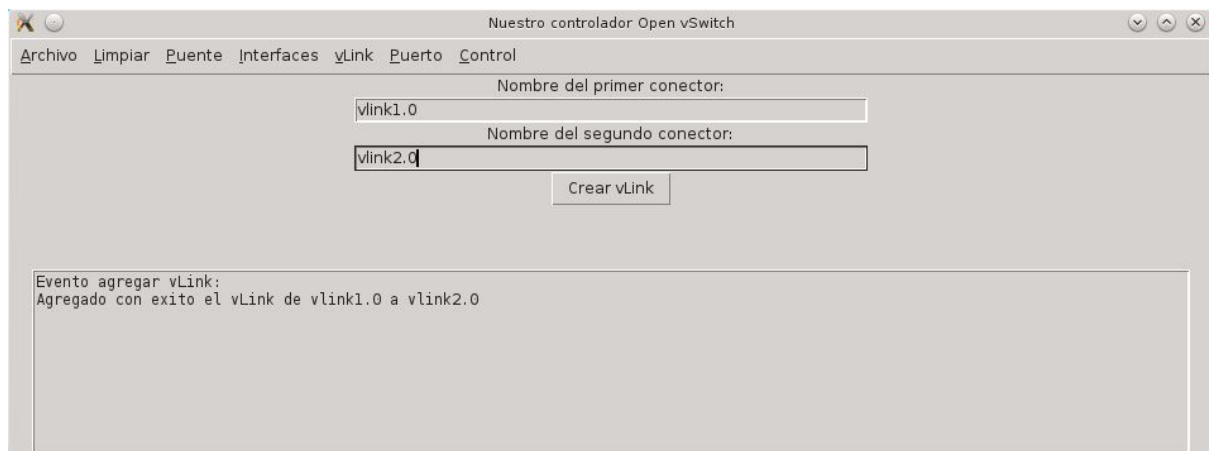 Nuestro controlador Open vSwitch
Archivo Limpiar Puente Interfaces vLink Puerto Control
Nombre del primer conector:
vlink1.0
Nombre del segundo conector:
vlink2.0
Crear vLink
Evento agregar vLink:
Agregado con exito el vLink de vlink1.0 a vlink2.0